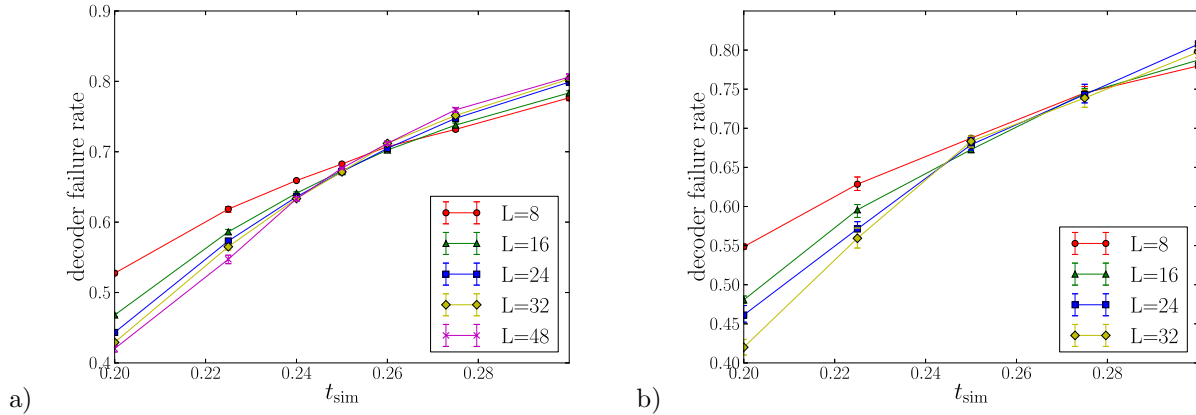 0.9
0.8
0.7
0.6
0.5
0.4
0.20 0.22 0.24 0.26 0.28
decoder failure rate
t_sim
L=8
L=16
L=24
L=32
L=48
a)
0.80
0.75
0.70
0.65
0.60
0.55
0.50
0.45
0.40
0.20 0.22 0.24 0.26 0.28
decoder failure rate
t_sim
L=8
L=16
L=24
L=32
b)